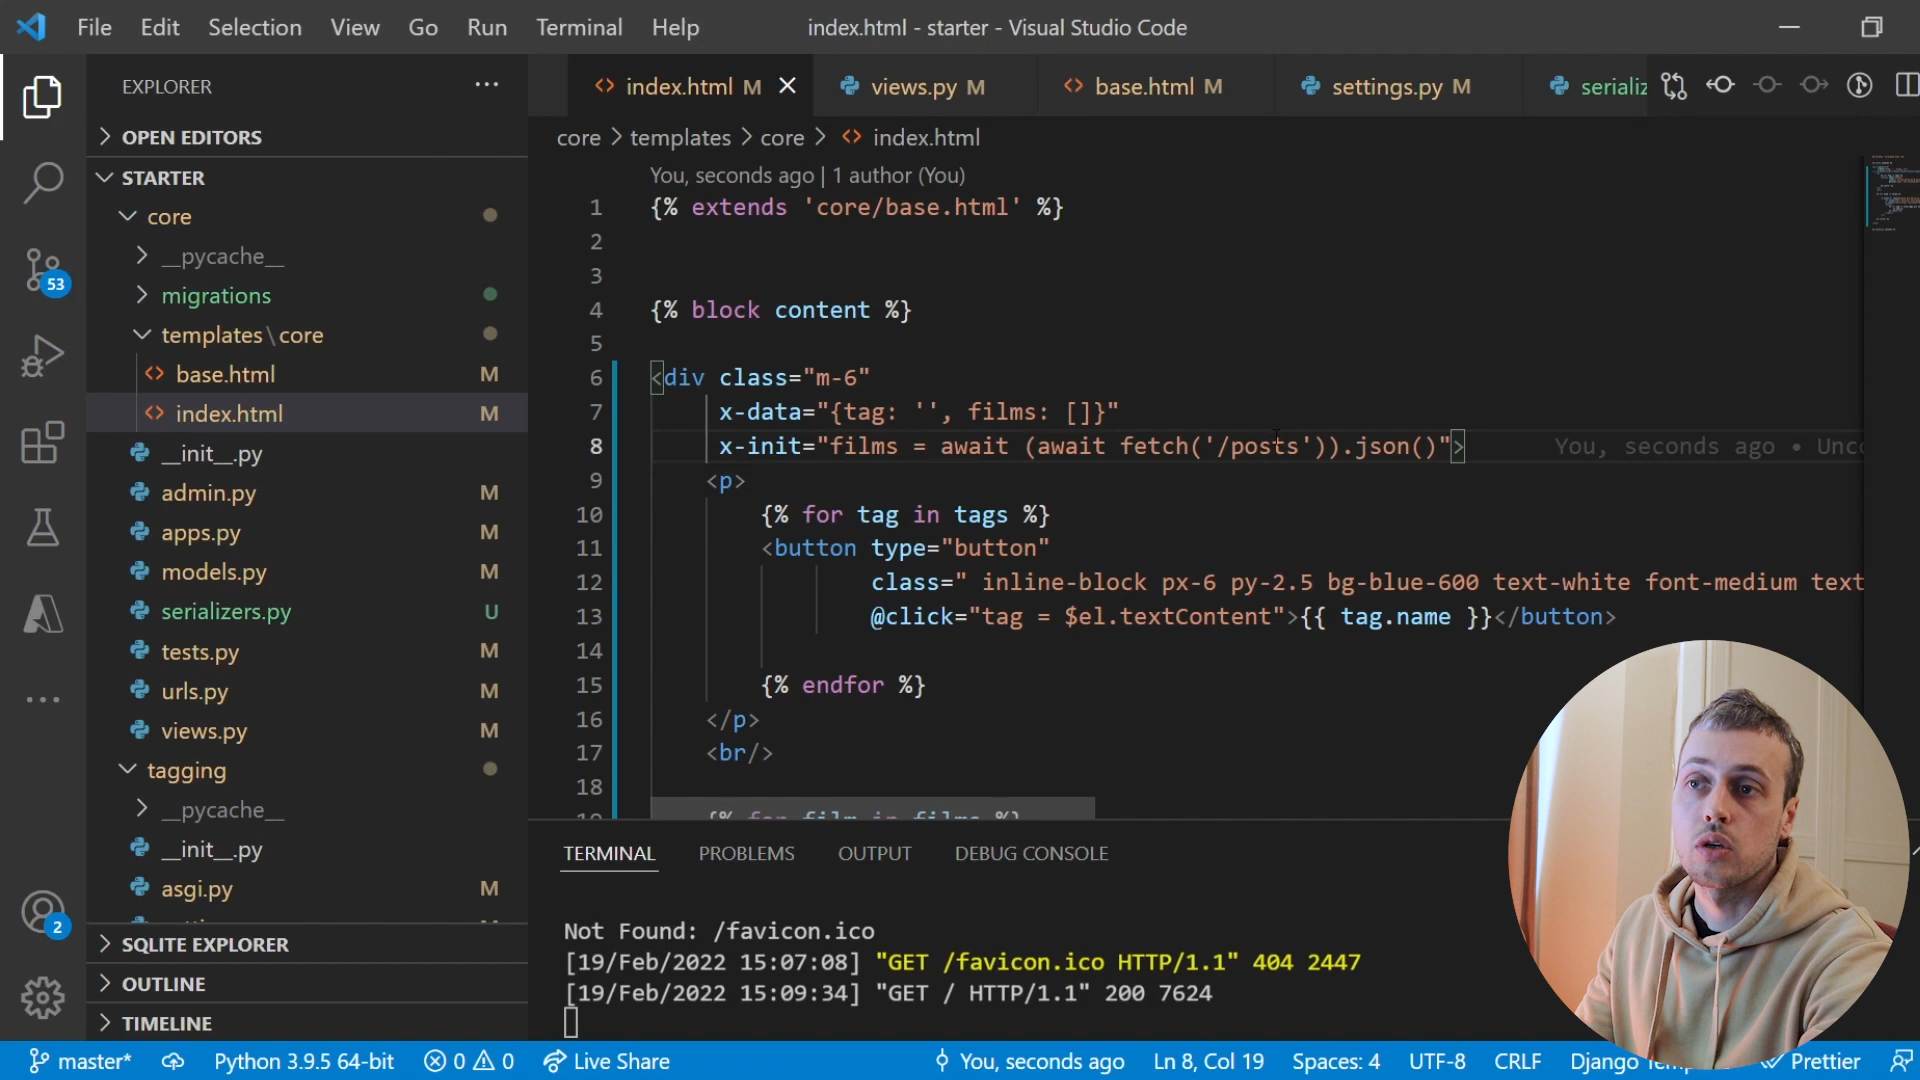 File Edit Selection View Go Run Terminal Help
index.html - starter - Visual Studio Code
EXPLORER ...
OPEN EDITORS
STARTER
core
__pycache__
migrations
templates\core
base.html M
index.html M
__init__.py
admin.py M
apps.py M
models.py M
serializers.py U
tests.py M
urls.py M
views.py M
tagging
__pycache__
__init__.py
asgi.py M
SQLITE EXPLORER
OUTLINE
TIMELINE
53
2
index.html M
views.py M
base.html M
settings.py M
core > templates > core > index.html
You, seconds ago | 1 author (You)
1 {% extends 'core/base.html' %}
2
3
4 {% block content %}
5
6 <div class="m-6"
7 x-data="{tag: '', films: []}"
8 x-init="films = await (await fetch('/posts')).json()"> You, seconds ago •
9 <p>
10 {% for tag in tags %}
11 <button type="button"
12 class=" inline-block px-6 py-2.5 bg-blue-600 text-white font-medium text
13 @click="tag = $el.textContent">{{ tag.name }}</button>
14
15 {% endfor %}
16 </p>
17 <br/>
18
{% for film in films %}
TERMINAL PROBLEMS OUTPUT DEBUG CONSOLE
Not Found: /favicon.ico
[19/Feb/2022 15:07:08] "GET /favicon.ico HTTP/1.1" 404 2447
[19/Feb/2022 15:09:34] "GET / HTTP/1.1" 200 7624
master* Python 3.9.5 64-bit 0 0 Live Share You, seconds ago Ln 8, Col 19 Spaces: 4 UTF-8 CRLF Django Prettier